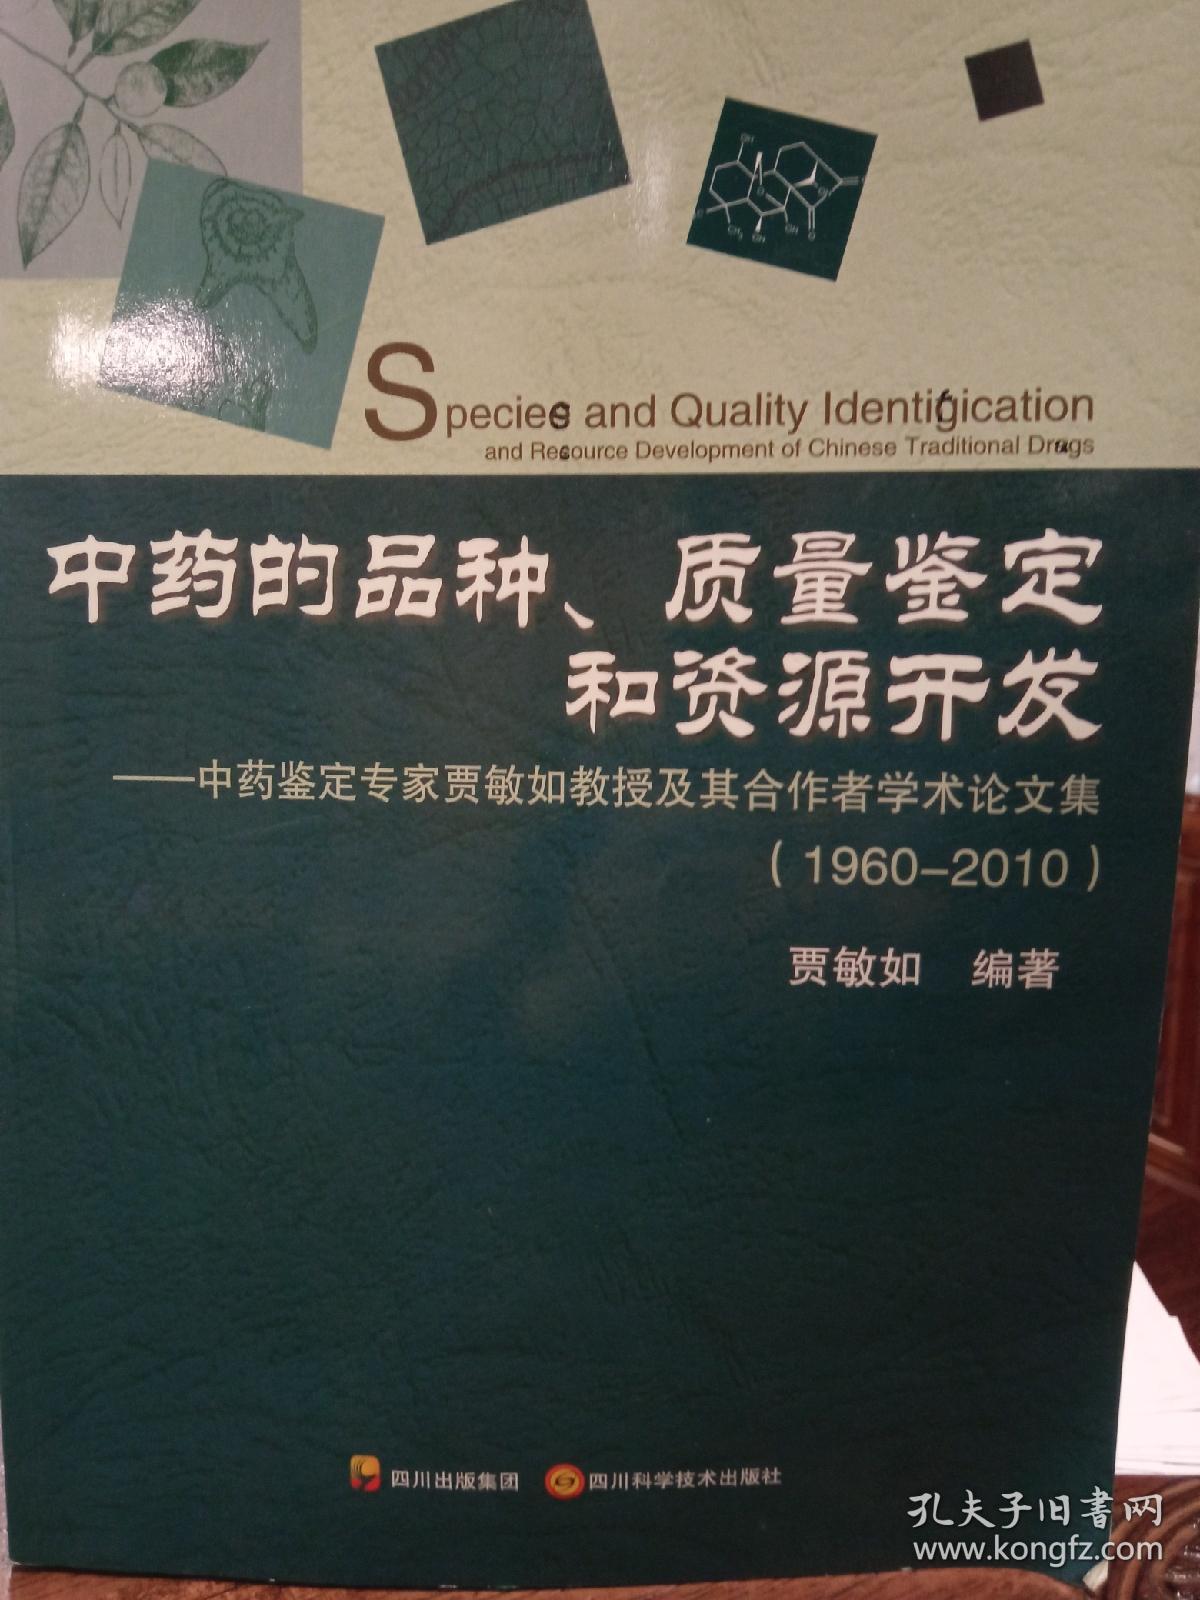 Species and Quality Identification
and Resource Development of Chinese Traditional Drugs
中药的品种、质量鉴定
和资源开发
——中药鉴定专家贾敏如教授及其合作者学术论文集
(1960-2010)
贾敏如 编著
四川出版集团 四川科学技术出版社
孔夫子旧书网
www.kongfz.com